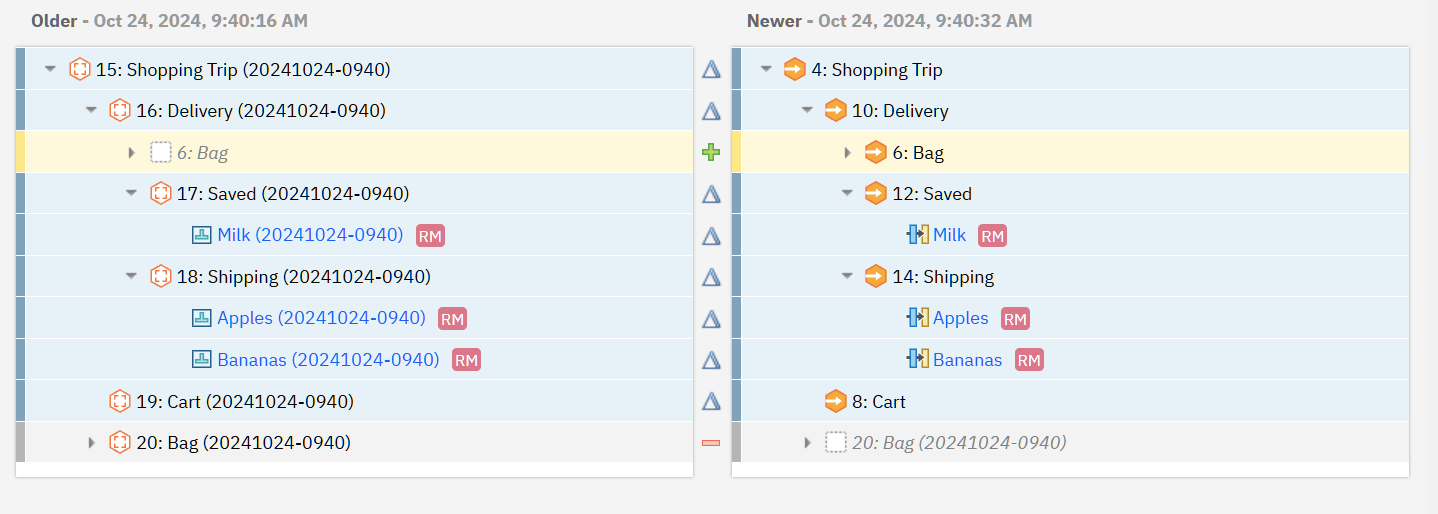 Older - Oct 24, 2024, 9:40:16 AM
Newer - Oct 24, 2024, 9:40:32 AM
15: Shopping Trip (20241024-0940)
4: Shopping Trip
16: Delivery (20241024-0940)
10: Delivery
6: Bag
6: Bag
17: Saved (20241024-0940)
12: Saved
Milk (20241024-0940) RM
Milk RM
18: Shipping (20241024-0940)
14: Shipping
Apples (20241024-0940) RM
Apples RM
Bananas (20241024-0940) RM
Bananas RM
19: Cart (20241024-0940)
8: Cart
20: Bag (20241024-0940)
20: Bag (20241024-0940)